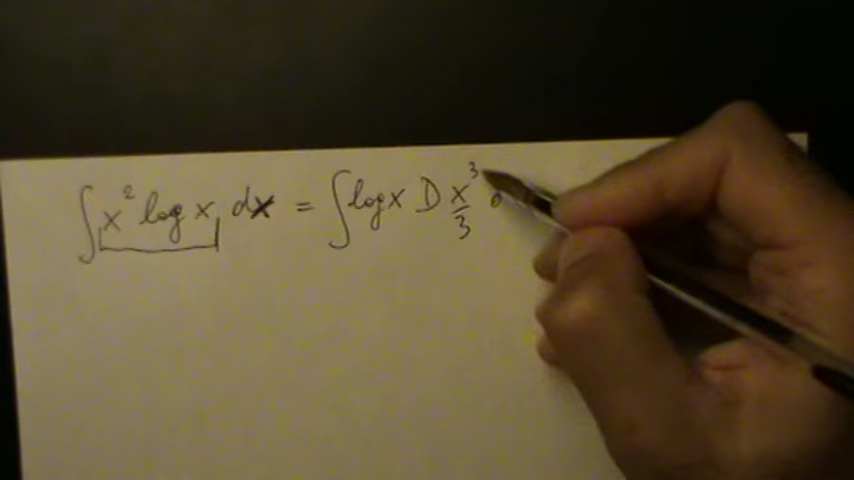 ∫ x² log x dx = ∫ log x D x³/3